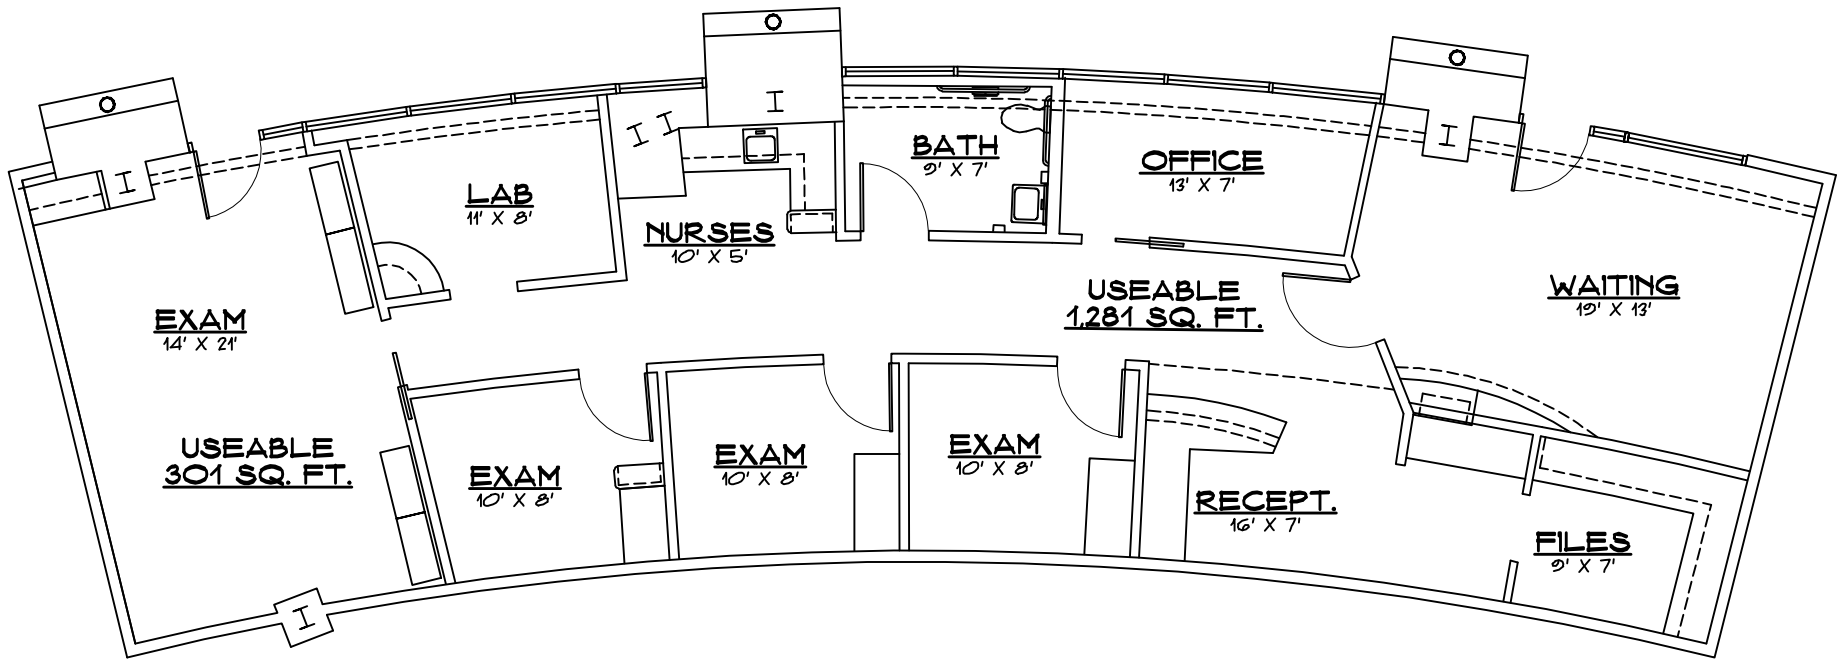 BATH
9' X 7'
OFFICE
13' X 7'
LAB
11' X 8'
NURSES
10' X 5'
WAITING
19' X 13'
USEABLE
1,281 SQ. FT.
EXAM
14' X 21'
USEABLE
301 SQ. FT.
EXAM
10' X 8'
EXAM
10' X 8'
EXAM
10' X 8'
RECEPT.
16' X 7'
FILES
9' X 7'